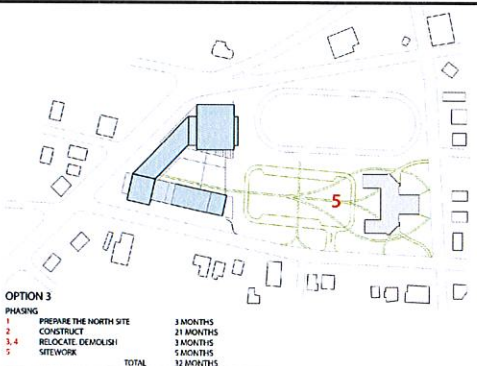 5
OPTION 3
PHASING
1 PREPARE THE NORTH SITE 3 MONTHS
2 CONSTRUCT 21 MONTHS
3, 4 RELOCATE, DEMOLISH 3 MONTHS
5 SITEWORK 5 MONTHS
TOTAL 32 MONTHS